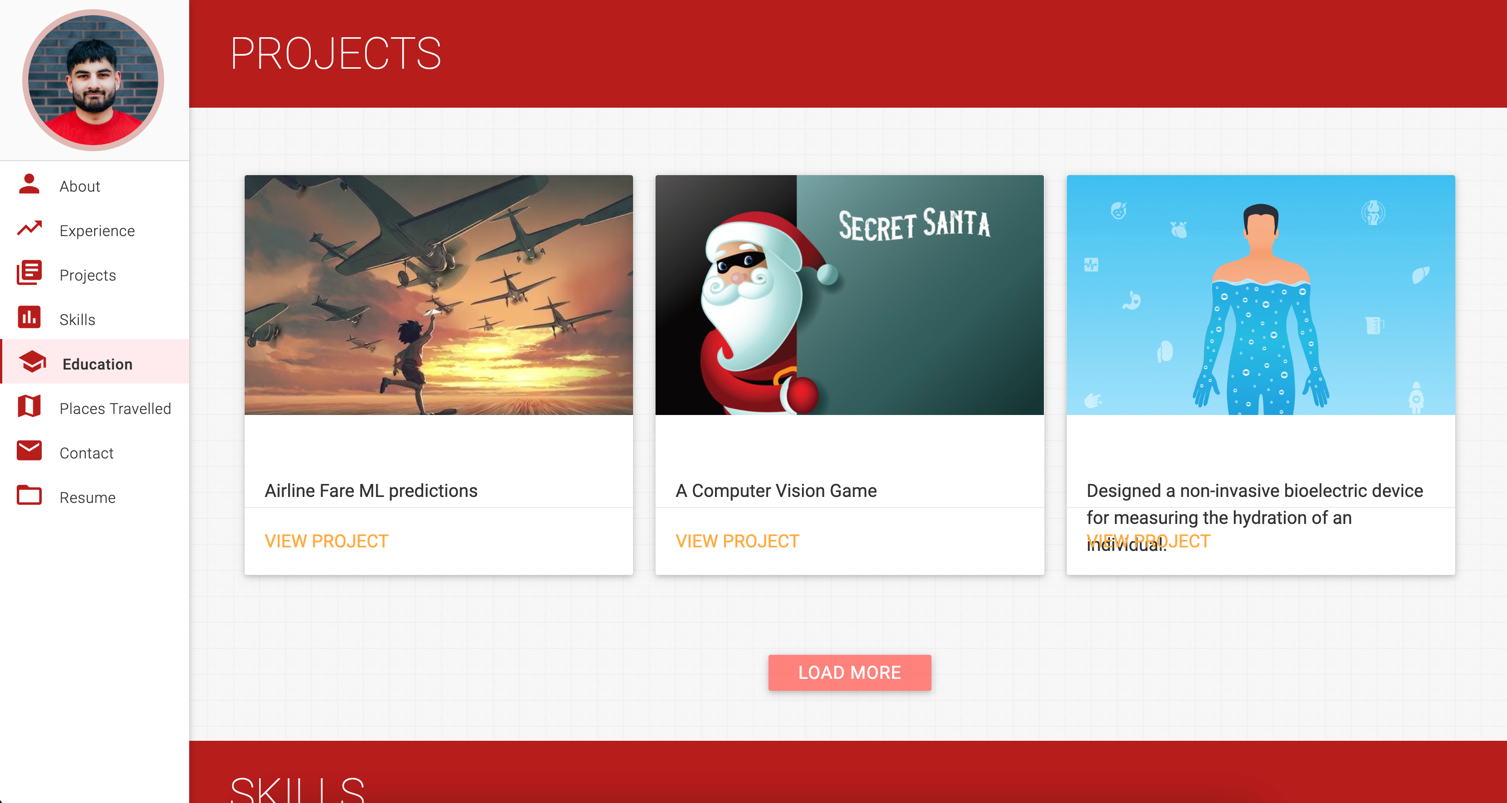 PROJECTS
About
Experience
Projects
Skills
Education
Places Travelled
Contact
Resume
SECRET SANTA
Airline Fare ML predictions
VIEW PROJECT
A Computer Vision Game
VIEW PROJECT
Designed a non-invasive bioelectric device
for measuring the hydration of an
individual.
VIEW PROJECT
LOAD MORE
SKILLS